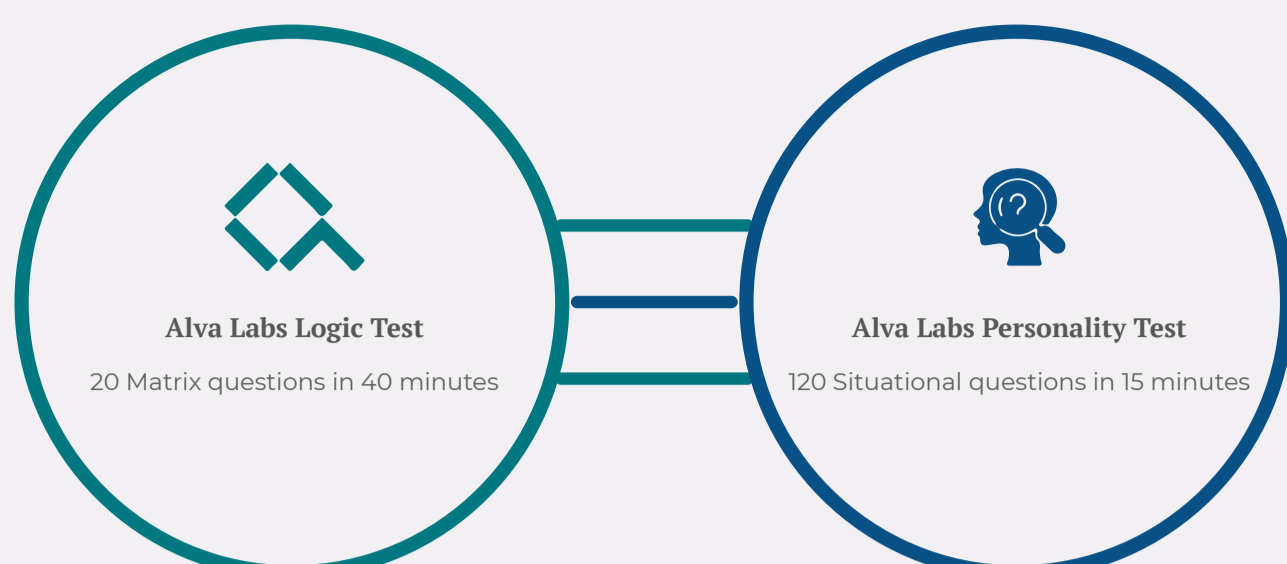 Alva Labs Logic Test
20 Matrix questions in 40 minutes
Alva Labs Personality Test
120 Situational questions in 15 minutes
?